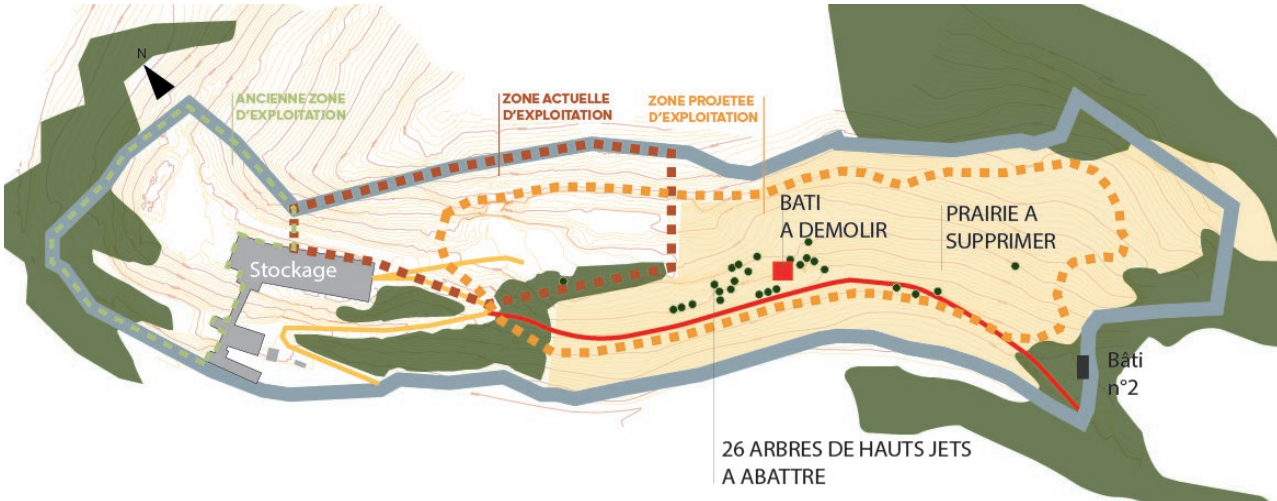 N
ANCIENNE ZONE
D'EXPLOITATION
ZONE ACTUELLE
D'EXPLOITATION
ZONE PROJETEE
D'EXPLOITATION
BATI
A DEMOLIR
PRAIRIE A
SUPPRIMER
Stockage
Bâti
n°2
26 ARBRES DE HAUTS JETS
A ABATTRE